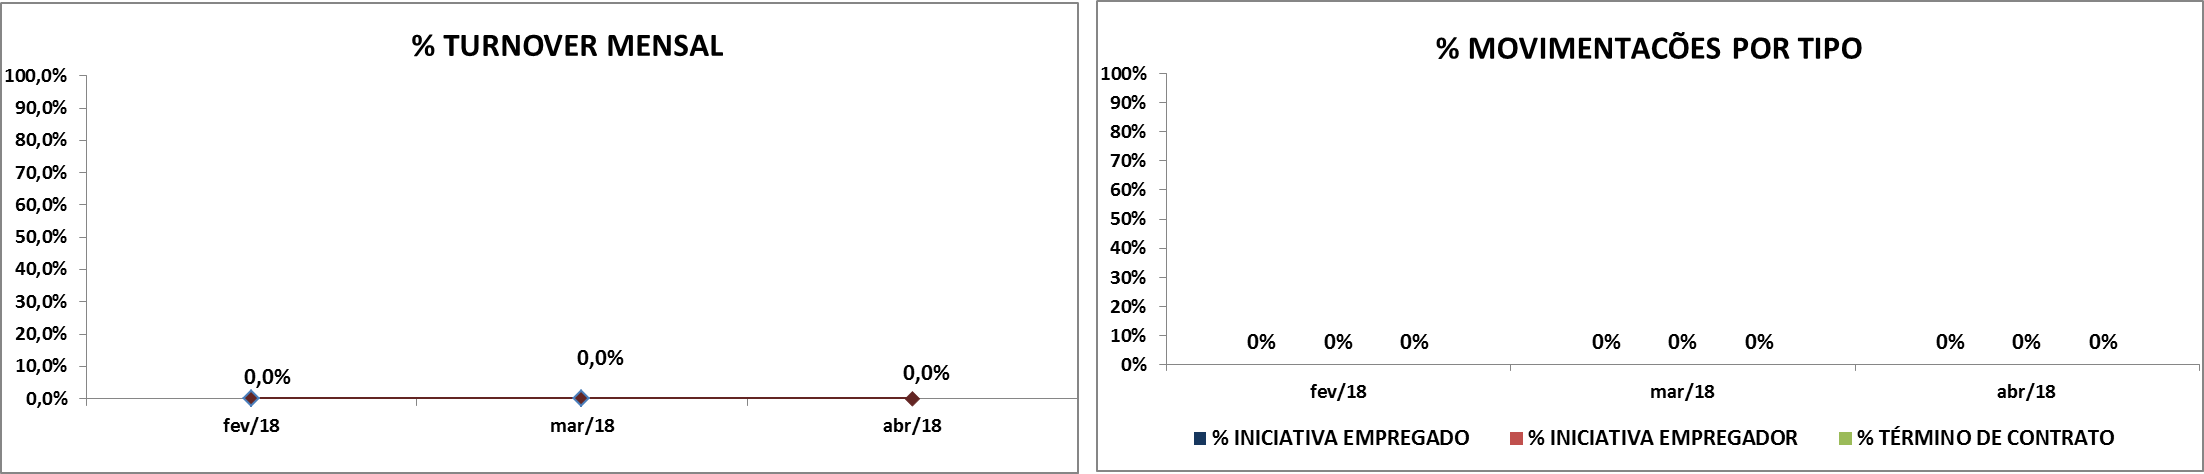 % TURNOVER MENSAL
100,0%
90,0%
80,0%
70,0%
60,0%
50,0%
40,0%
30,0%
20,0%
10,0%
0,0%
0,0%
0,0%
0,0%
fev/18
mar/18
abr/18
% MOVIMENTACÕES POR TIPO
100%
90%
80%
70%
60%
50%
40%
30%
20%
10%
0%
0% 0% 0% 0% 0% 0% 0% 0% 0%
fev/18
mar/18
abr/18
% INICIATIVA EMPREGADO
% INICIATIVA EMPREGADOR
% TÉRMINO DE CONTRATO